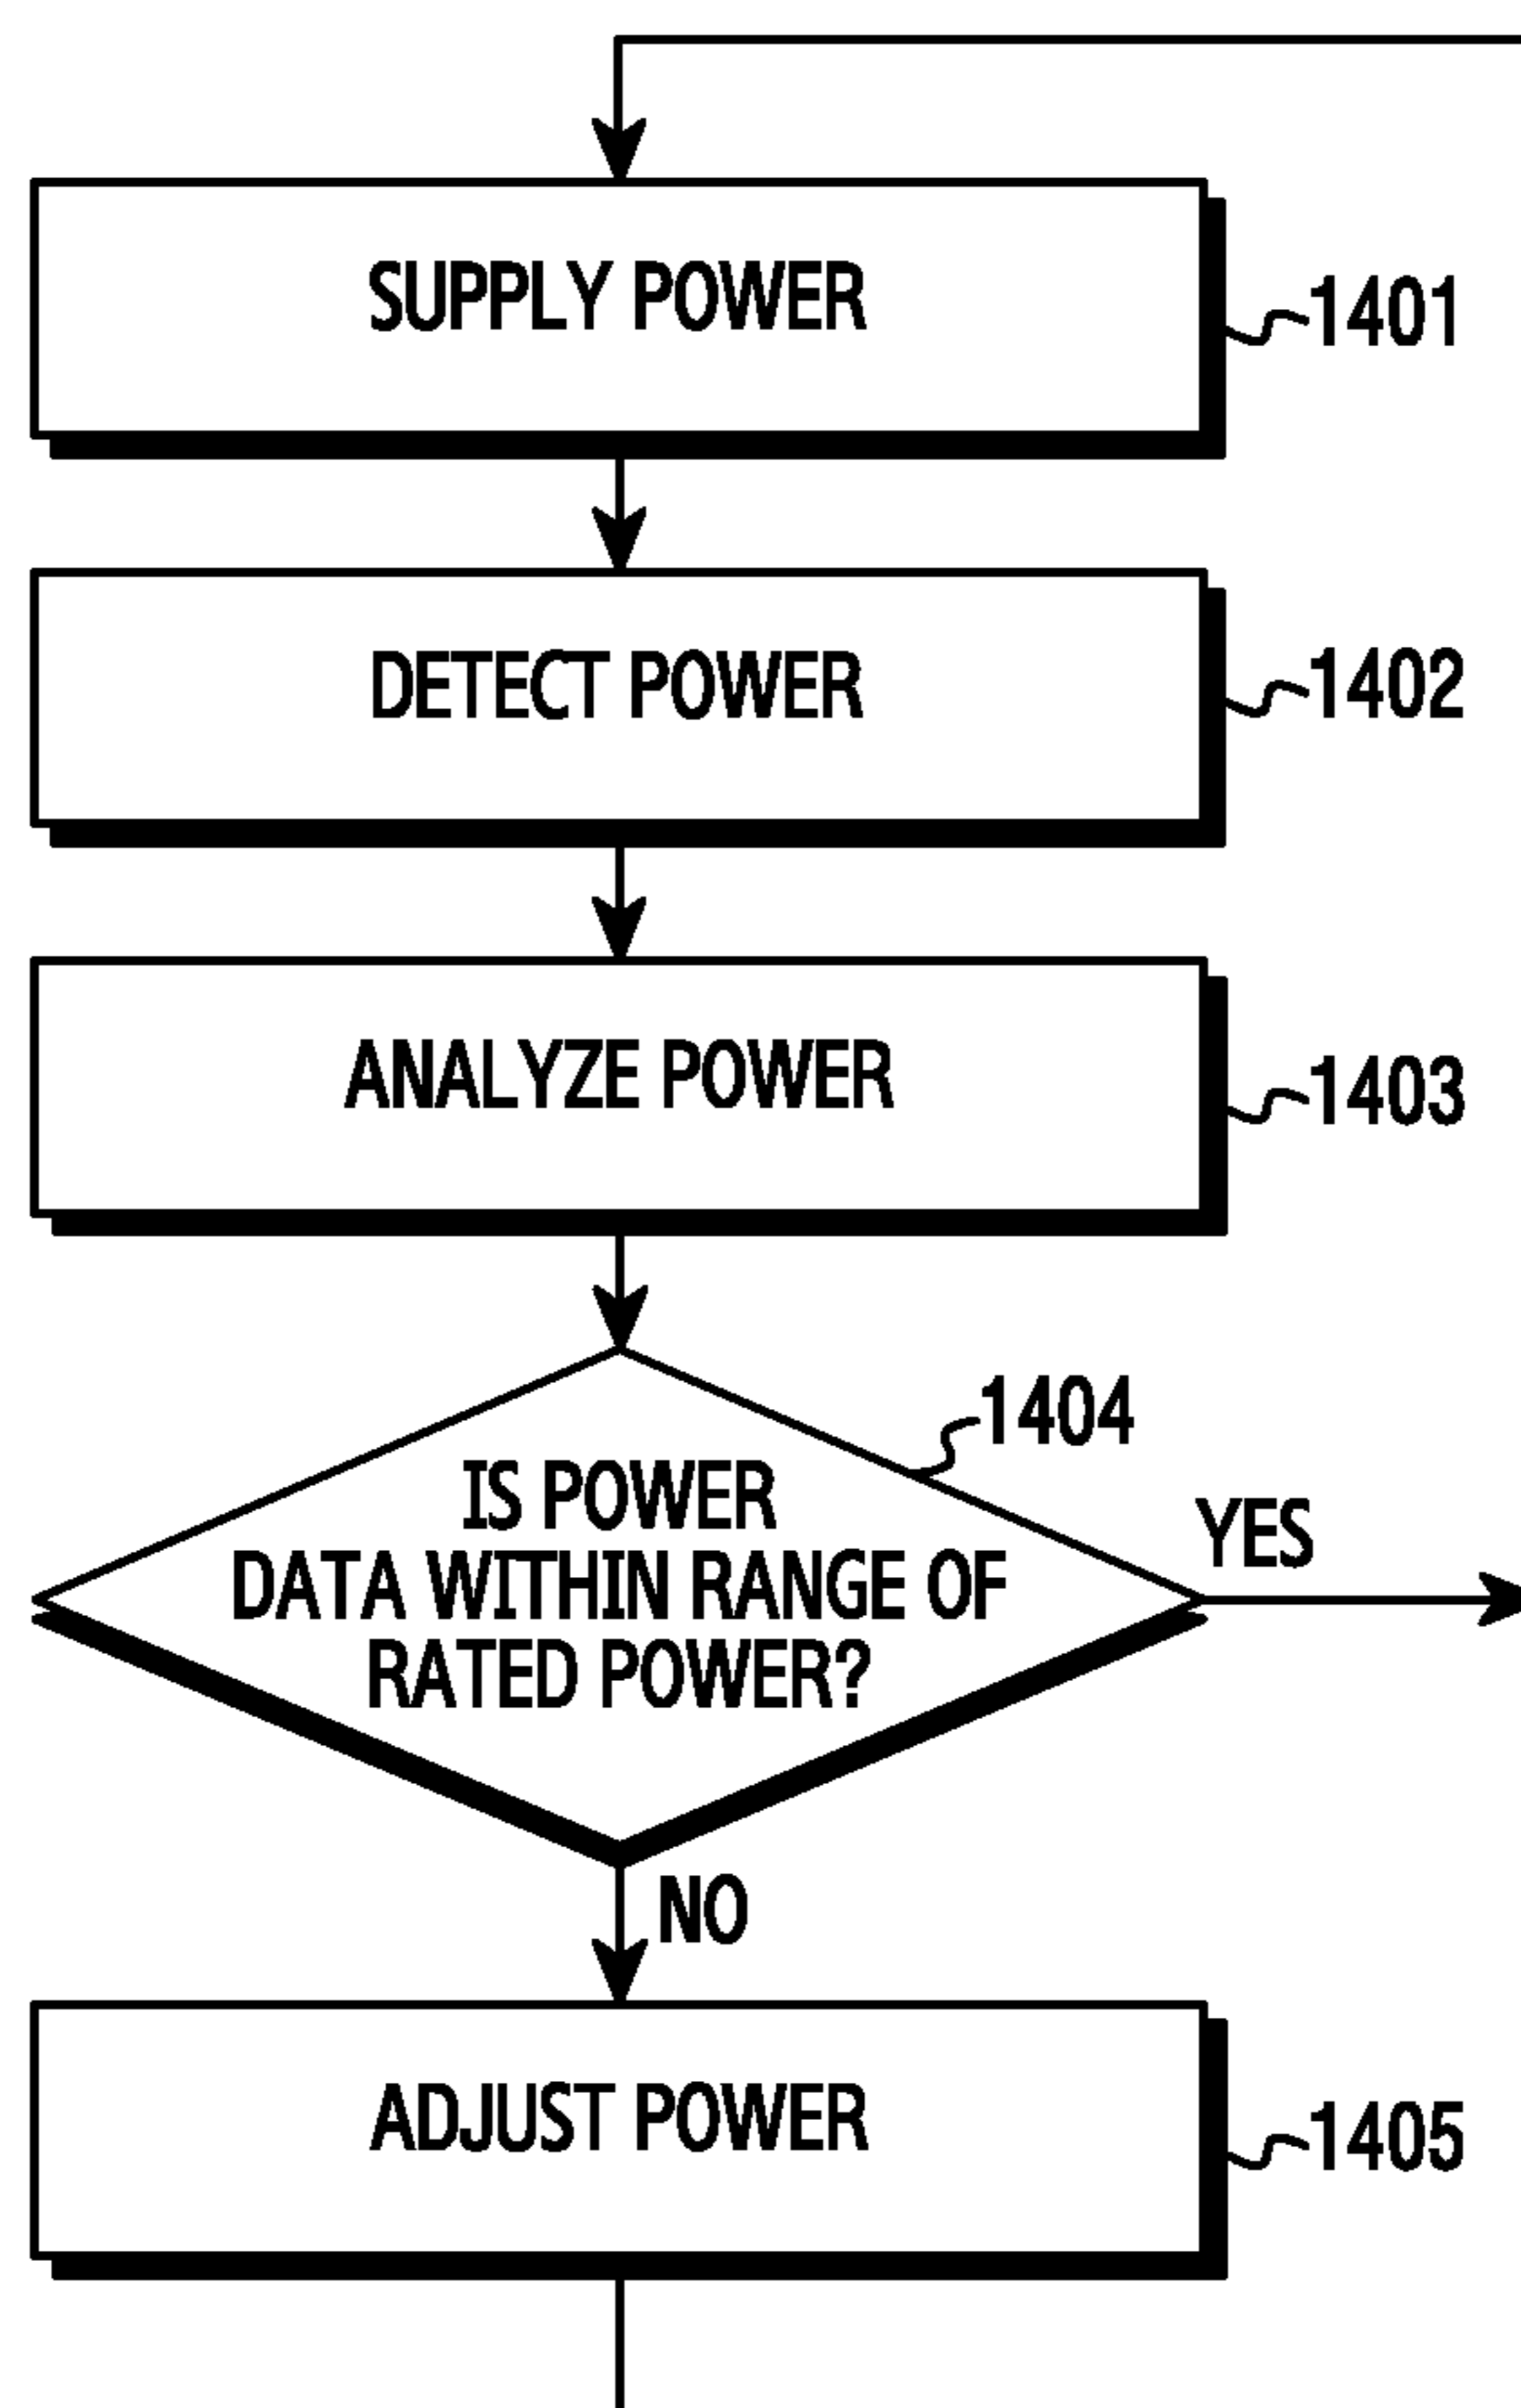 SUPPLY POWER
1401
DETECT POWER
1402
ANALYZE POWER
1403
1404
IS POWER
DATA WITHIN RANGE OF
RATED POWER?
YES
NO
ADJUST POWER
1405